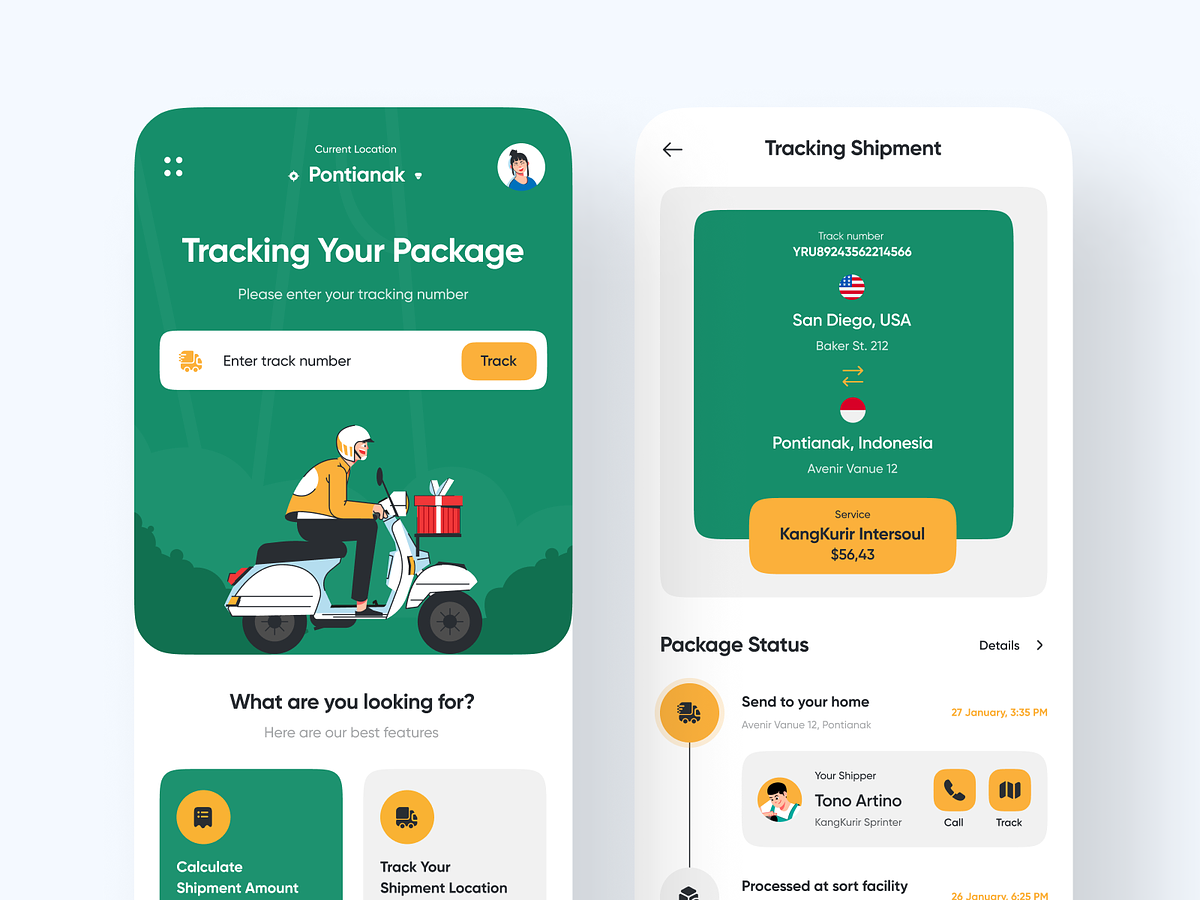 Current Location
Pontianak
Tracking Your Package
Please enter your tracking number
Enter track number
Track
What are you looking for?
Here are our best features
Calculate
Shipment Amount
Track Your
Shipment Location
Tracking Shipment
Track number
YRU89243562214566
San Diego, USA
Baker St. 212
Pontianak, Indonesia
Avenir Vanue 12
Service
KangKurir Intersoul
$56,43
Package Status
Details
Send to your home
27 January, 3:35 PM
Avenir Vanue 12, Pontianak
Your Shipper
Tono Artino
KangKurir Sprinter
Call
Track
Processed at sort facility
26 January, 6:25 PM